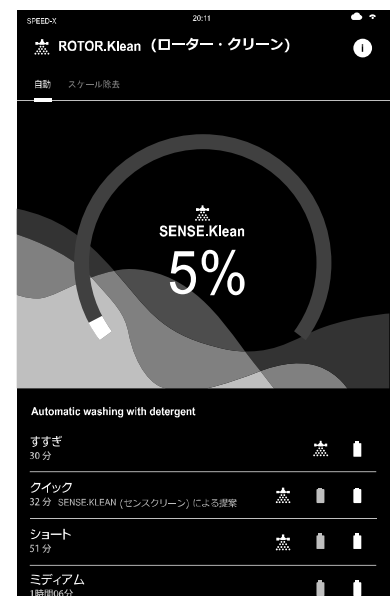 SPEED-X 20:11
ROTOR.Klean (ローター・クリーン) i
自動 スケール除去
SENSE.Klean
5%
Automatic washing with detergent
すすぎ
30 分
クイック
32 分 SENSE.KLEAN (センスクリーン) による提案
ショート
51 分
ミディアム
1時間06分